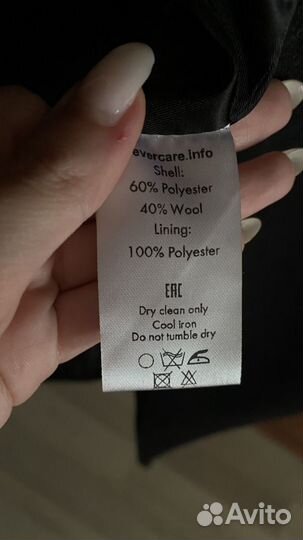 evercare.info
Shell:
60% Polyester
40% Wool
Lining:
100% Polyester
EAC
Dry clean only
Cool iron
Do not tumble dry
Avito